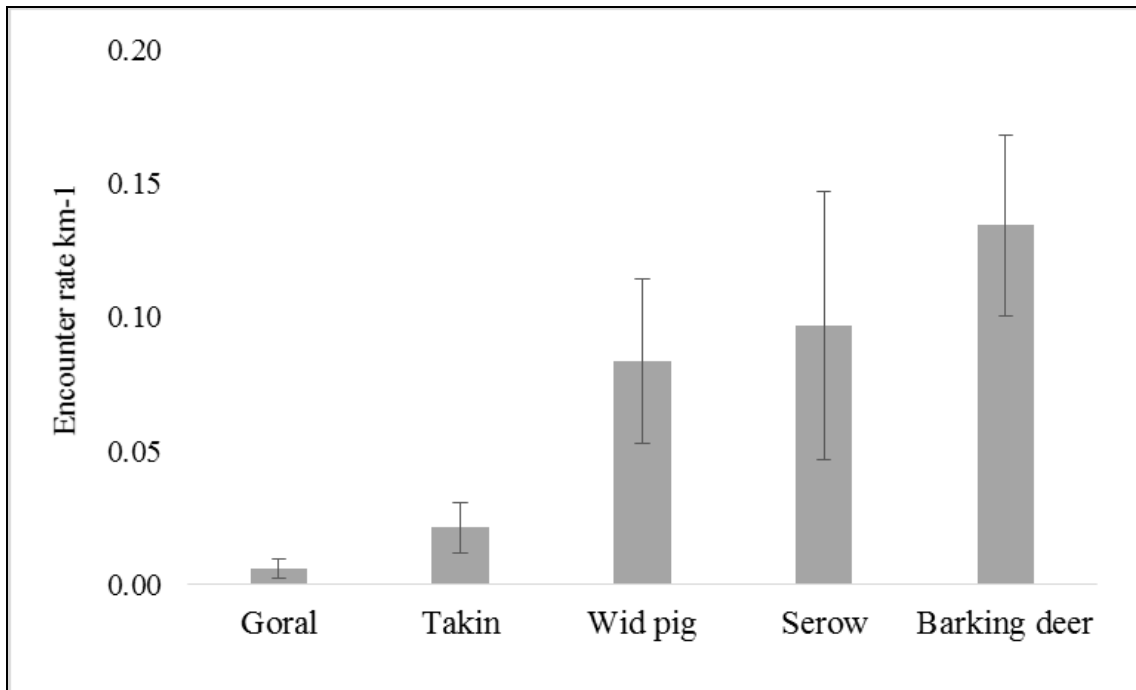 0.20
0.15
0.10
0.05
0.00
Encounter rate km-1
Goral Takin Wid pig Serow Barking deer